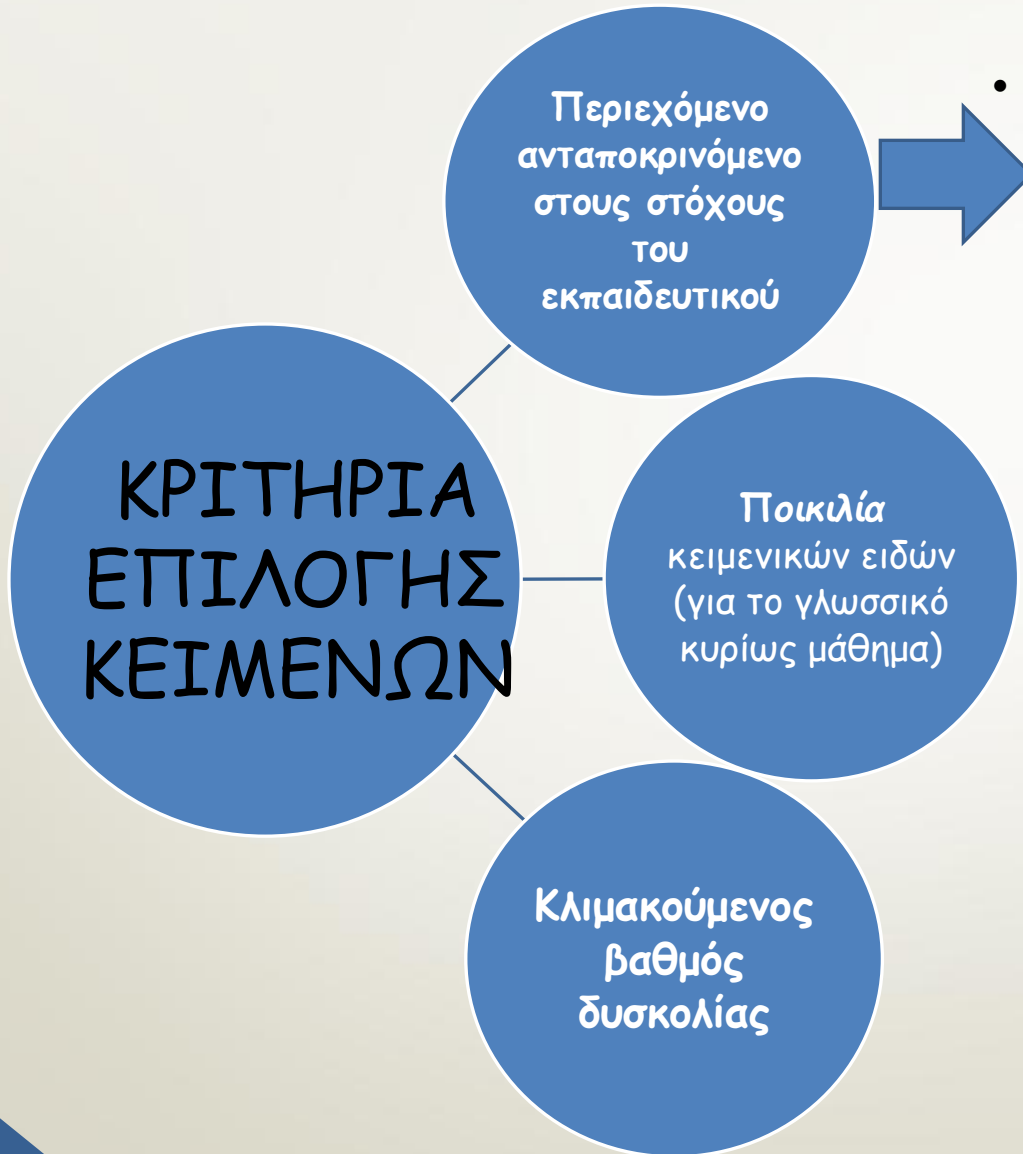 Περιεχόμενο
ανταποκρινόμενο
στους στόχους
του
εκπαιδευτικού
•
ΚΡΙΤΗΡΙΑ
ΕΠΙΛΟΓΗΣ
ΚΕΙΜΕΝΩΝ
Ποικιλία
κειμενικών ειδών
(για το γλωσσικό
κυρίως μάθημα)
Κλιμακούμενος
βαθμός
δυσκολίας